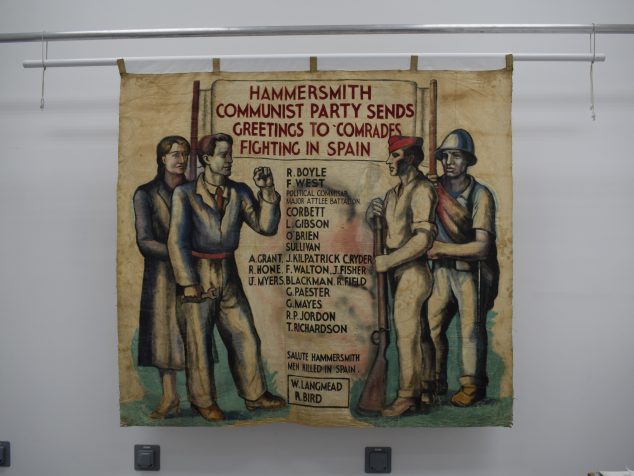 HAMMERSMITH
COMMUNIST PARTY SENDS
GREETINGS TO COMRADES
FIGHTING IN SPAIN
R. BOYLE
F. WEST
POLITICAL COMMISAR
MAJOR ATTLEE BATTALION
CORBETT
L. GIBSON
O'BRIEN
SULLIVAN
A. GRANT, J. KILPATRICK C. RYDER
R. HONE. F. WALTON, J. FISHER
U. MYERS, BLACKMAN, R. FIELD
G. PAESTER
G. MAYES
R.P. JORDON
T. RICHARDSON
SALUTE HAMMERSMITH
MEN KILLED IN SPAIN.
W. LANGMEAD
R. BIRD